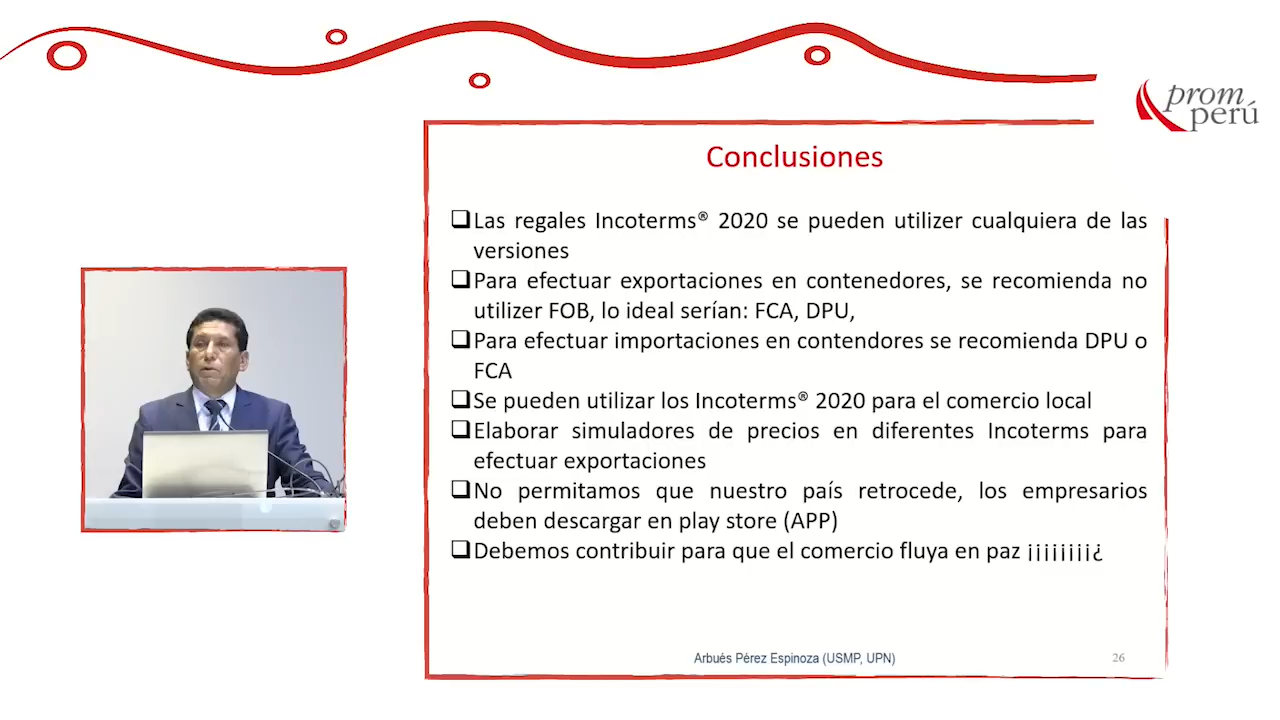 prom
perú
Conclusiones
❑Las regales Incoterms® 2020 se pueden utilizer cualquiera de las
versiones
❑Para efectuar exportaciones en contenedores, se recomienda no
utilizer FOB, lo ideal serían: FCA, DPU,
❑Para efectuar importaciones en contendores se recomienda DPU o
FCA
❑Se pueden utilizar los Incoterms® 2020 para el comercio local
❑Elaborar simuladores de precios en diferentes Incoterms para
efectuar exportaciones
❑No permitamos que nuestro país retrocede, los empresarios
deben descargar en play store (APP)
❑Debemos contribuir para que el comercio fluya en paz ¡¡¡¡¡¡¡¡¿
Arbués Pérez Espinoza (USMP, UPN)
26